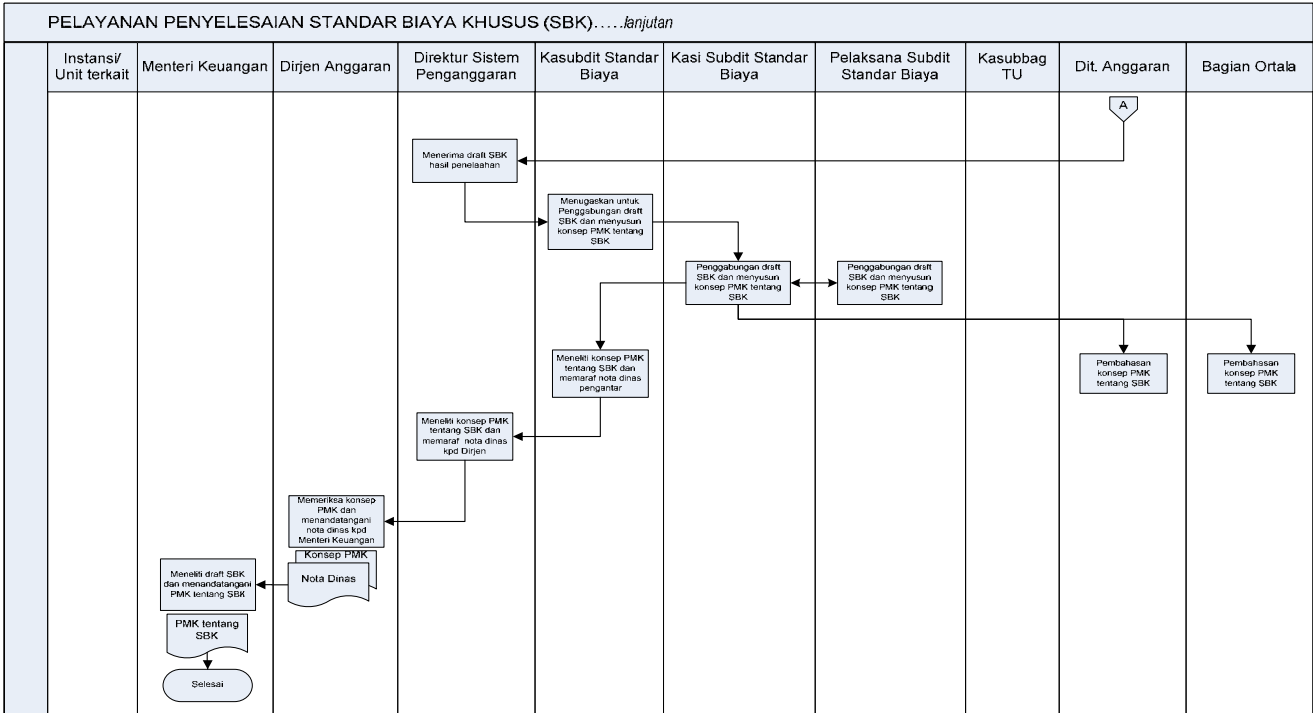 PELAYANAN PENYELESAIAN STANDAR BIAYA KHUSUS (SBK).....lanjutan
Instansi/
Unit terkait
Menteri Keuangan
Dirjen Anggaran
Direktur Sistem
Penganggaran
Kasubdit Standar
Biaya
Kasi Subdit Standar
Biaya
Pelaksana Subdit
Standar Biaya
Kasubbag
TU
Dit. Anggaran
Bagian Ortala
A
Menerima draft SBK
hasil penelaahan
Menugaskan untuk
Penggabungan draft
SBK dan menyusun
konsep PMK tentang
SBK
Penggabungan draft
SBK dan menyusun
konsep PMK tentang
SBK
Penggabungan draft
SBK dan menyusun
konsep PMK tentang
SBK
Meneliti konsep PMK
tentang SBK dan
memaraf nota dinas
pengantar
Pembahasan
konsep PMK
tentang SBK
Pembahasan
konsep PMK
tentang SBK
Meneliti konsep PMK
tentang SBK dan
memaraf nota dinas
kpd Dirjen
Memeriksa konsep
PMK dan
menandatangani
nota dinas kpd
Menteri Keuangan
Konsep PMK
Nota Dinas
Meneliti draft SBK
dan menandatangani
PMK tentang SBK
PMK tentang
SBK
Selesai